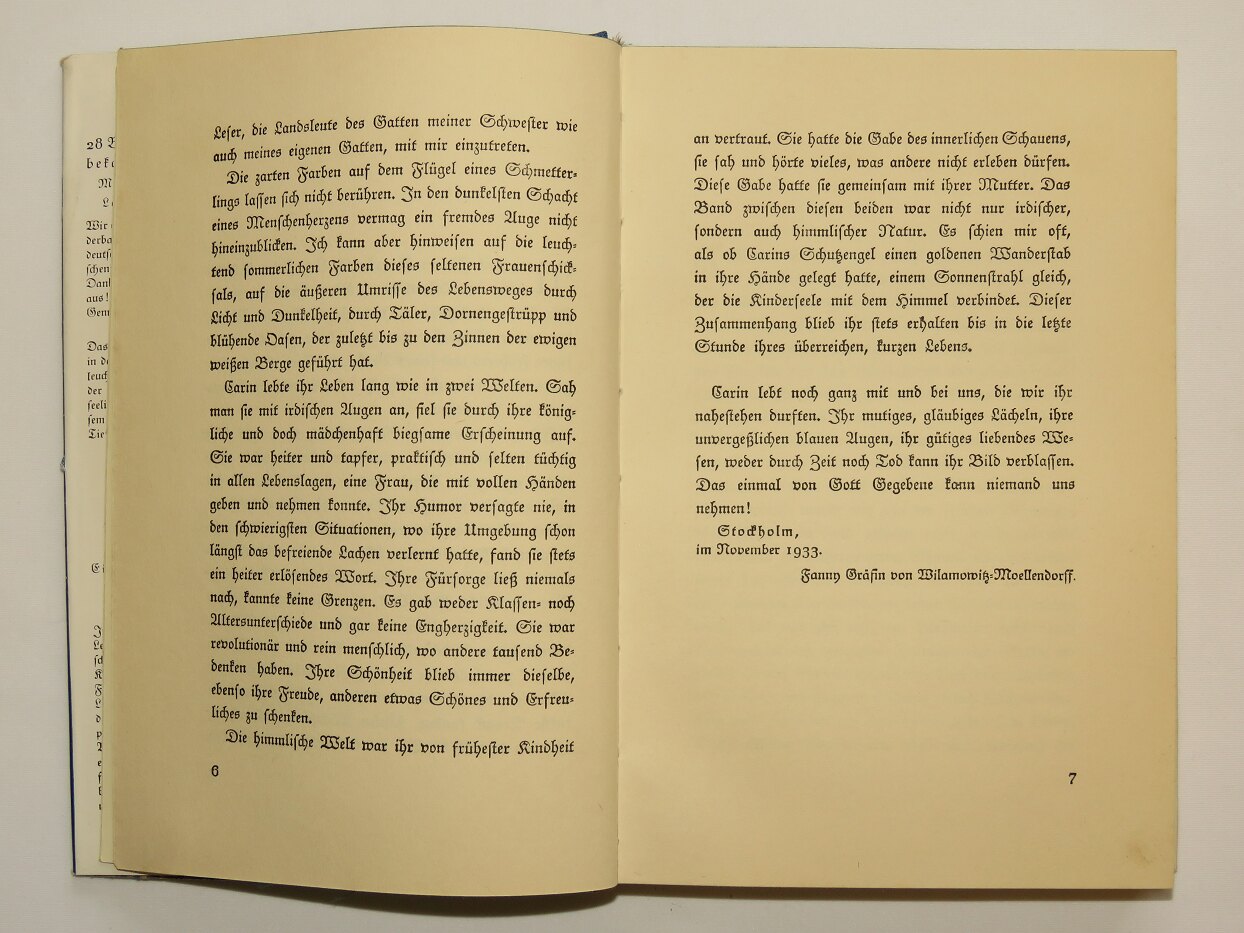 28
beka
Wir
derba
deutsc
schen
Dank
aus!
Gem
Das
in de
leuch
der
seeli
sem
Tie
Leser, die Landsleute des Gatten meiner Schwester wie
auch meines eigenen Gatten, mit mir einzutreten.
Die zarten Farben auf dem Flügel eines Schmetter-
lings lassen sich nicht berühren. In den dunkelsten Schacht
eines Menschenherzens vermag ein fremdes Auge nicht
hineinzublicken. Ich kann aber hinweisen auf die leuch-
tend sommerlichen Farben dieses seltenen Frauenschick-
sals, auf die äußeren Umrisse des Lebensweges durch
Licht und Dunkelheit, durch Täler, Dornengestrüpp und
blühende Oasen, der zuletzt bis zu den Zinnen der ewigen
weißen Berge geführt hat.
Carin lebte ihr Leben lang wie in zwei Welten. Sah
man sie mit irdischen Augen an, fiel sie durch ihre könig-
liche und doch mädchenhaft biegsame Erscheinung auf.
Sie war heiter und tapfer, praktisch und selten tüchtig
in allen Lebenslagen, eine Frau, die mit vollen Händen
geben und nehmen konnte. Ihr Humor versagte nie, in
den schwierigsten Situationen, wo ihre Umgebung schon
längst das befreiende Lachen verlernt hatte, fand sie stets
ein heiter erlösendes Wort. Ihre Fürsorge ließ niemals
nach, kannte keine Grenzen. Es gab weder Klassen- noch
Altersunterschiede und gar keine Engherzigkeit. Sie war
revolutionär und rein menschlich, wo andere tausend Be-
denken haben. Ihre Schönheit blieb immer dieselbe,
ebenso ihre Freude, anderen etwas Schönes und Erfreu-
liches zu schenken.
Die himmlische Welt war ihr von frühester Kindheit
6
an vertraut. Sie hatte die Gabe des innerlichen Schauens,
sie sah und hörte vieles, was andere nicht erleben dürfen.
Diese Gabe hatte sie gemeinsam mit ihrer Mutter. Das
Band zwischen diesen beiden war nicht nur irdischer,
sondern auch himmlischer Natur. Es schien mir oft,
als ob Carins Schutzengel einen goldenen Wanderstab
in ihre Hände gelegt hatte, einem Sonnenstrahl gleich,
der die Kinderseele mit dem Himmel verbindet. Dieser
Zusammenhang blieb ihr stets erhalten bis in die letzte
Stunde ihres überreichen, kurzen Lebens.
Carin lebt noch ganz mit und bei uns, die wir ihr
nahestehen durften. Ihr mutiges, gläubiges Lächeln, ihre
unvergeßlichen blauen Augen, ihr gütiges liebendes We-
sen, weder durch Zeit noch Tod kann ihr Bild verblassen.
Das einmal von Gott Gegebene kann niemand uns
nehmen!
Stockholm,
im November 1933.
Fanny Gräfin von Wilamowitz-Moellendorff.
7